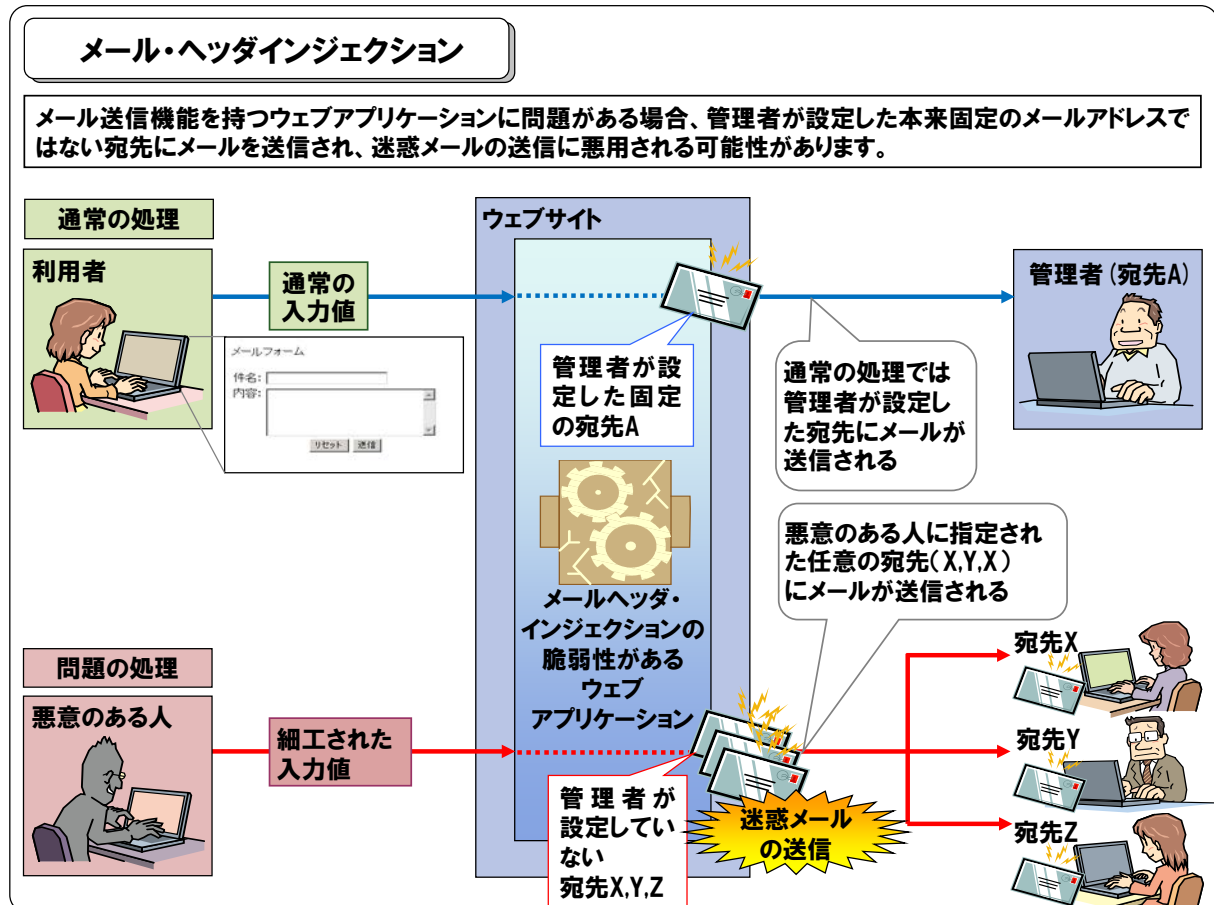 メール・ヘッダインジェクション
メール送信機能を持つウェブアプリケーションに問題がある場合、管理者が設定した本来固定のメールアドレスで
はない宛先にメールを送信され、迷惑メールの送信に悪用される可能性があります。
通常の処理
利用者
通常の
入力値
メールフォーム
件名:
内容:
リセット 送信
ウェブサイト
管理者が設
定した固定
の宛先A
管理者(宛先A)
通常の処理では
管理者が設定し
た宛先にメールが
送信される
メールヘッダ・
インジェクションの
脆弱性がある
ウェブ
アプリケーション
悪意のある人に指定され
た任意の宛先(X,Y,X)
にメールが送信される
問題の処理
悪意のある人
細工された
入力値
管理者が
設定してい
ない
宛先X,Y,Z
迷惑メール
の送信
宛先X
宛先Y
宛先Z